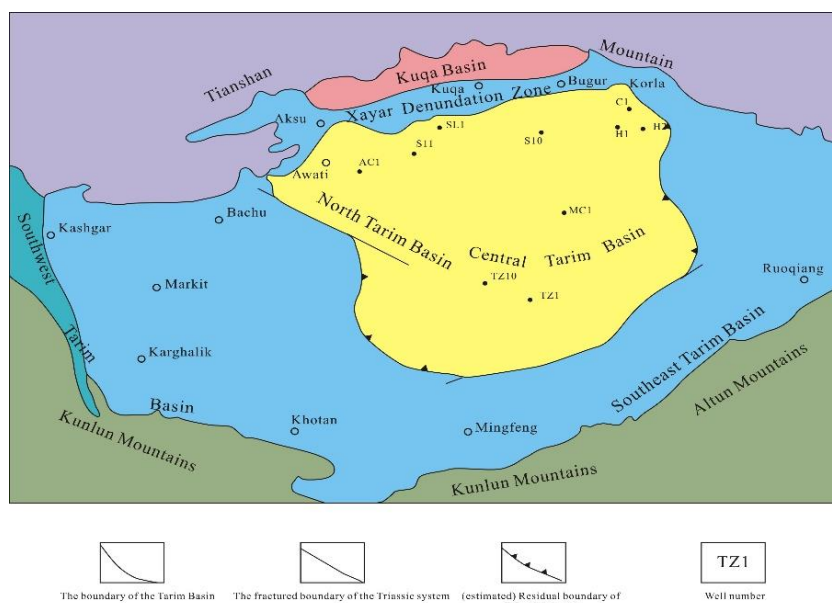 Tianshan
Mountain
Kuqa Basin
Kuqa
Bugur
Korla
Xayar Denundation Zone
Aksu
C1
SL1
S10
H1
H2
S11
Awati
AC1
Bachu
Kashgar
Southwest
Tarim
Basin
North Tarim Basin
MC1
Central Tarim Basin
TZ10
TZ1
Ruoqiang
Markit
Karghalik
Khotan
Mingfeng
Southeast Tarim Basin
Altun Mountains
Kunlun Mountains
Kunlun Mountains
TZ1
The boundary of the Tarim Basin
The fractured boundary of the Triassic system
(estimated) Residual boundary of
Well number